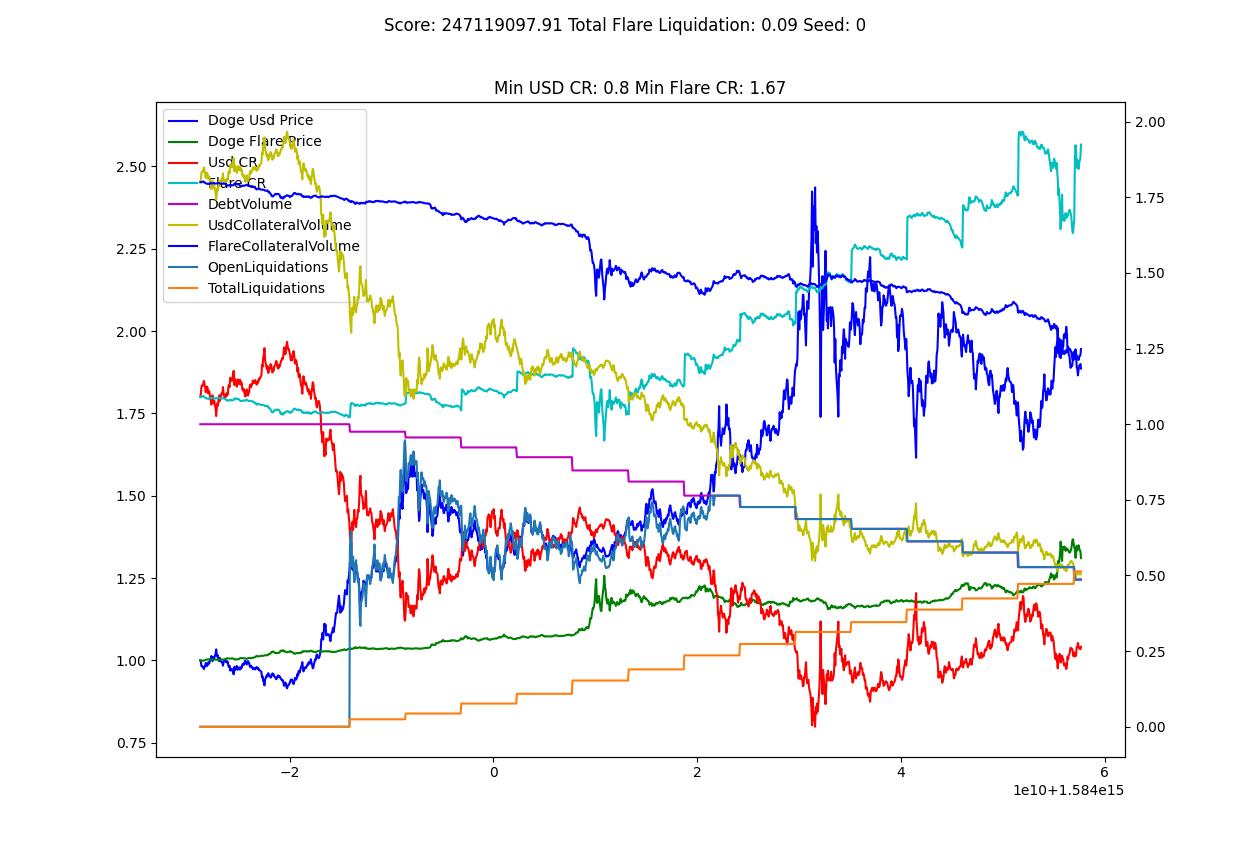 Score: 247119097.91 Total Flare Liquidation: 0.09 Seed: 0
Min USD CR: 0.8 Min Flare CR: 1.67
Doge Usd Price
Doge Flare Price
Usd CR
Flare CR
DebtVolume
UsdCollateralVolume
FlareCollateralVolume
OpenLiquidations
TotalLiquidations
2.50
2.25
2.00
1.75
1.50
1.25
1.00
0.75
2.00
1.75
1.50
1.25
1.00
0.75
0.50
0.25
0.00
−2 0 2 4 6
1e10+1.584e15